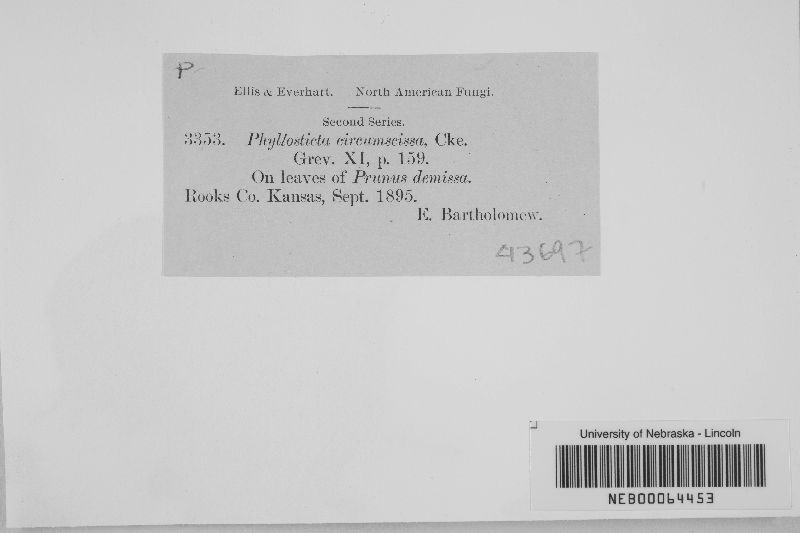 P
Ellis & Everhart. North American Fungi.
Second Series.
3353. Phyllosticta circumscissa, Cke.
Grev. XI, p. 159.
On leaves of Prunus demissa.
Rooks Co. Kansas, Sept. 1895.
E. Bartholomew.
43697
University of Nebraska - Lincoln
NEB00064453